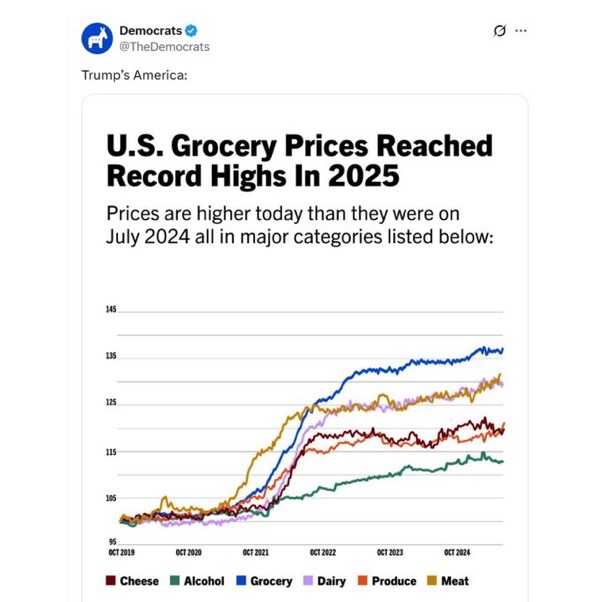 Democrats
@TheDemocrats
Trump's America:
U.S. Grocery Prices Reached
Record Highs In 2025
Prices are higher today than they were on
July 2024 all in major categories listed below:
145
135
125
115
105
95
OCT 2019 OCT 2020 OCT 2021 OCT 2022 OCT 2023 OCT 2024
Cheese Alcohol Grocery Dairy Produce Meat